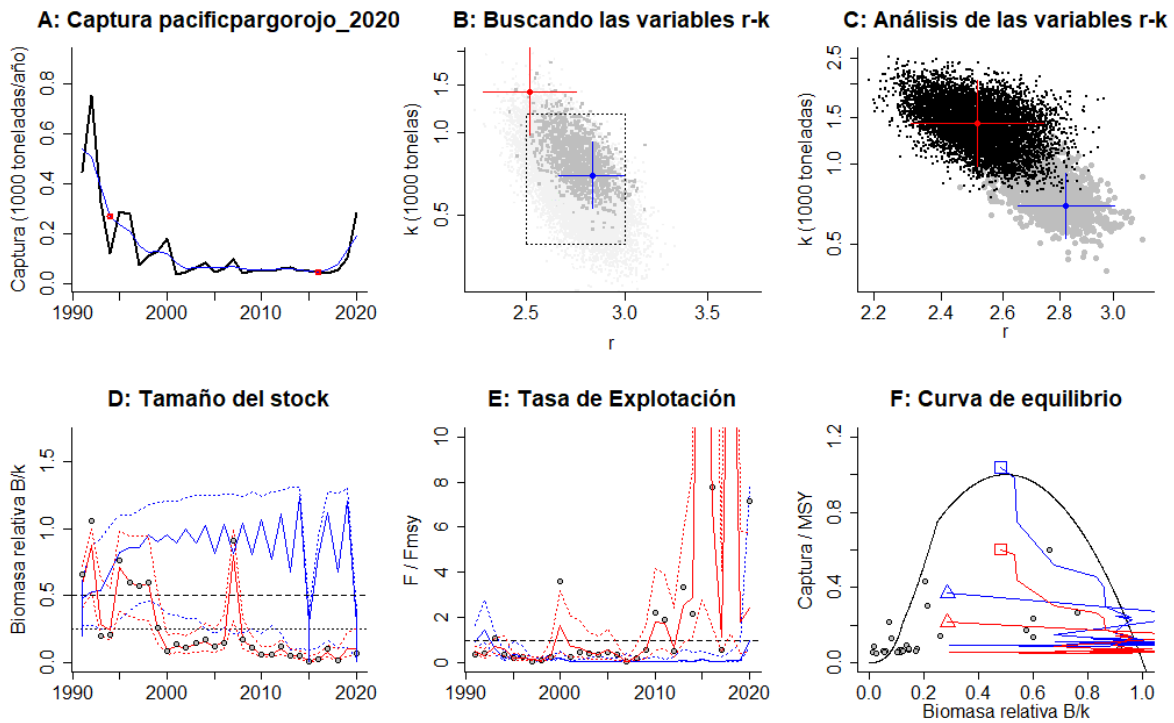 A: Captura pacificpargorojo_2020
B: Buscando las variables r-k
C: Análisis de las variables r-k
Captura (1000 toneladas/año)
0.0 0.2 0.4 0.6 0.8
1990 2000 2010 2020
k (1000 tonelas)
0.5 1.0 1.5
2.5 3.0 3.5
r
k (1000 toneladas)
0.5 1.0 1.5 2.5
2.2 2.4 2.6 2.8 3.0
r
D: Tamaño del stock
E: Tasa de Explotación
F: Curva de equilibrio
Biomasa relativa B/k
0.0 0.5 1.0 1.5
1990 2000 2010 2020
F / Fmsy
0 2 4 6 8 10
1990 2000 2010 2020
Captura / MSY
0.0 0.4 0.8 1.2
0.0 0.2 0.4 0.6 0.8 1.0
Biomasa relativa B/k